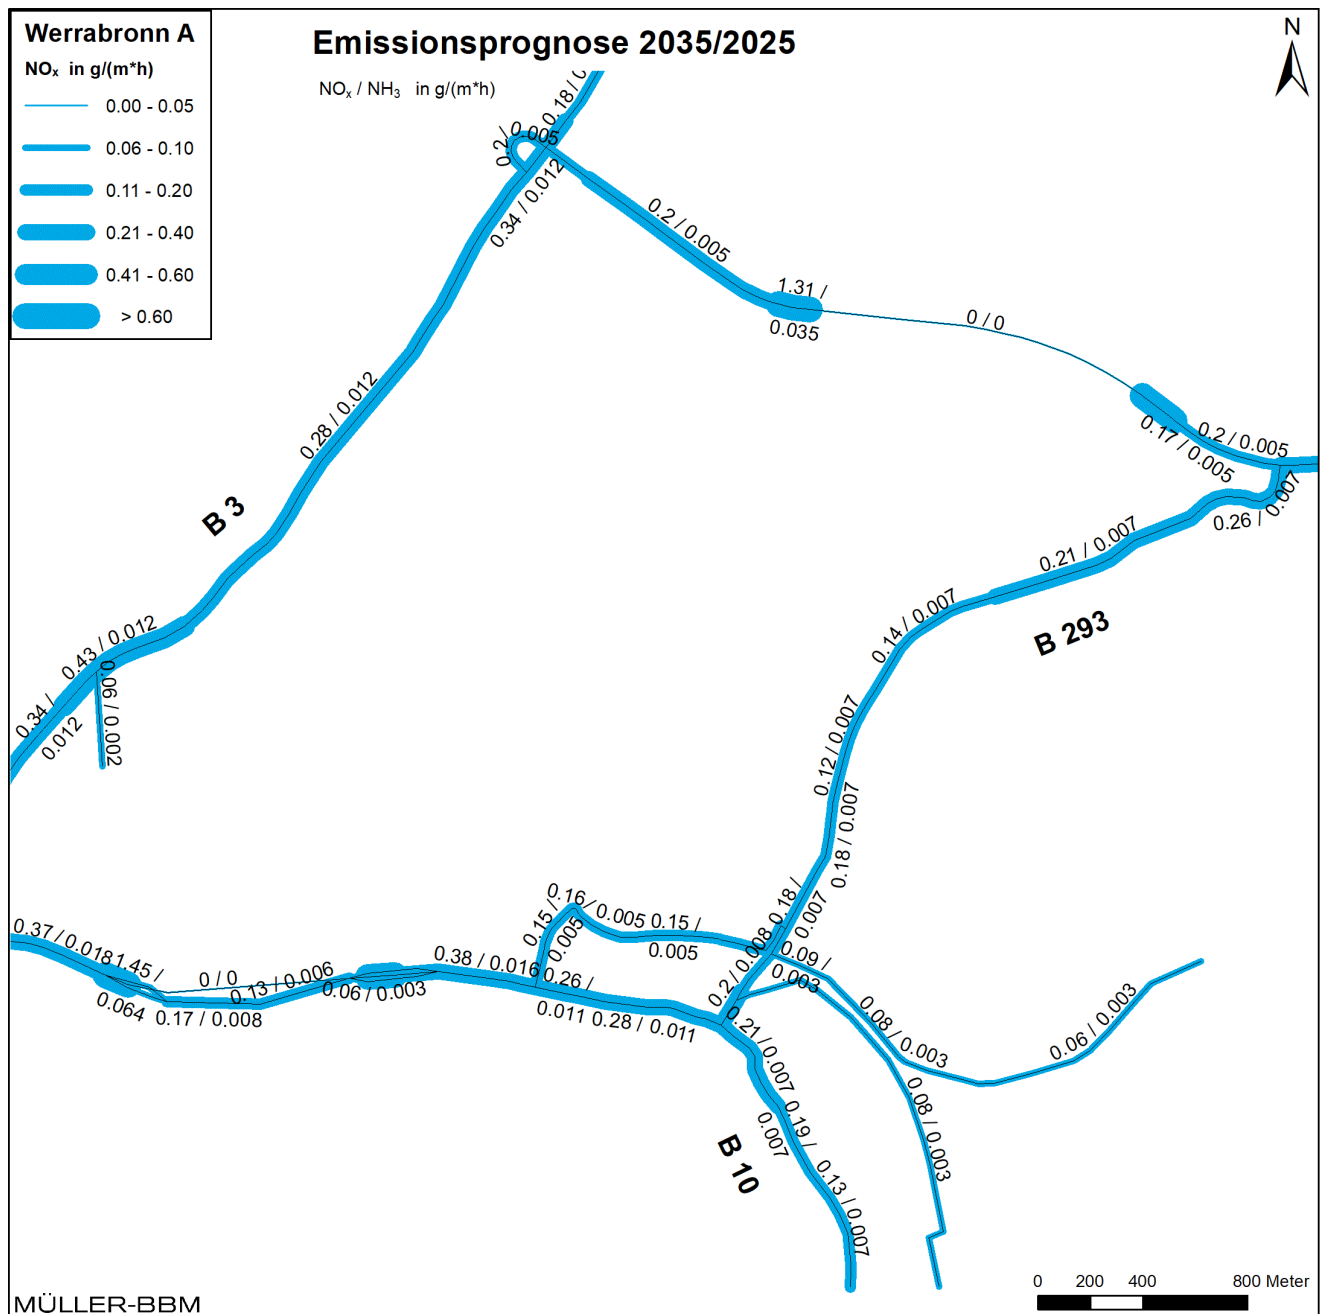 Werrabronn A
NOₓ in g/(m*h)
0.00 - 0.05
0.06 - 0.10
0.11 - 0.20
0.21 - 0.40
0.41 - 0.60
> 0.60
Emissionsprognose 2035/2025
NOₓ / NH₃ in g/(m*h)
N
0.18 / 0
0.2 / 0.005
0.34 / 0.012
0.2 / 0.005
1.31 /
0.035
0 / 0
0.17 / 0.005
0.2 / 0.005
0.26 / 0.007
0.28 / 0.012
B 3
0.21 / 0.007
B 293
0.14 / 0.007
0.43 / 0.012
0.34 /
0.012
0.06 / 0.002
0.12 / 0.007
0.18 / 0.007
0.18 /
0.007
0.16 / 0.005
0.15 /
0.005
0.15 /
0.005
0.2 / 0.008
0.09 /
0.003
0.37 / 0.018
1.45 /
0.064
0 / 0
0.13 / 0.006
0.17 / 0.008
0.06 / 0.003
0.38 / 0.016
0.26 /
0.011
0.28 / 0.011
0.21 / 0.007
0.08 / 0.003
0.06 / 0.003
0.08 / 0.003
0.19 /
0.007
0.13 / 0.007
B 10
0 200 400 800 Meter
MÜLLER-BBM